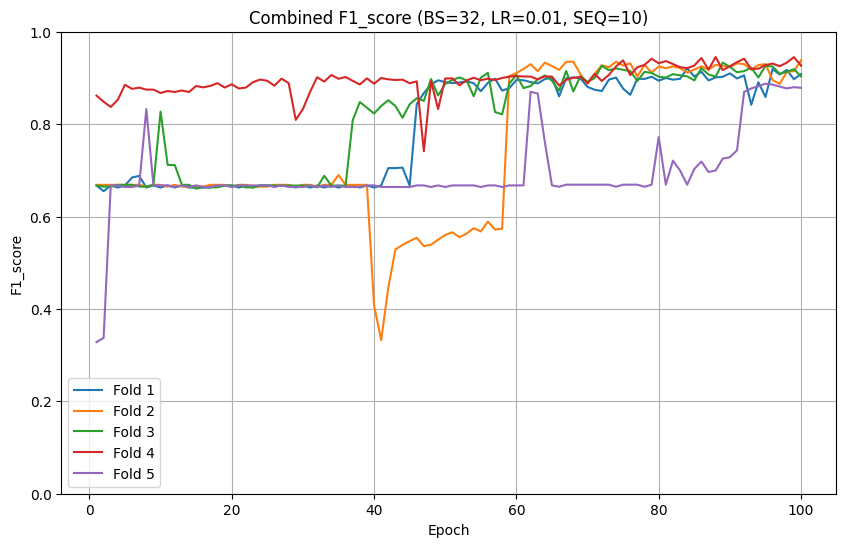 Combined F1_score (BS=32, LR=0.01, SEQ=10)
1.0
0.8
0.6
0.4
0.2
0.0
F1_score
Fold 1
Fold 2
Fold 3
Fold 4
Fold 5
0 20 40 60 80 100
Epoch